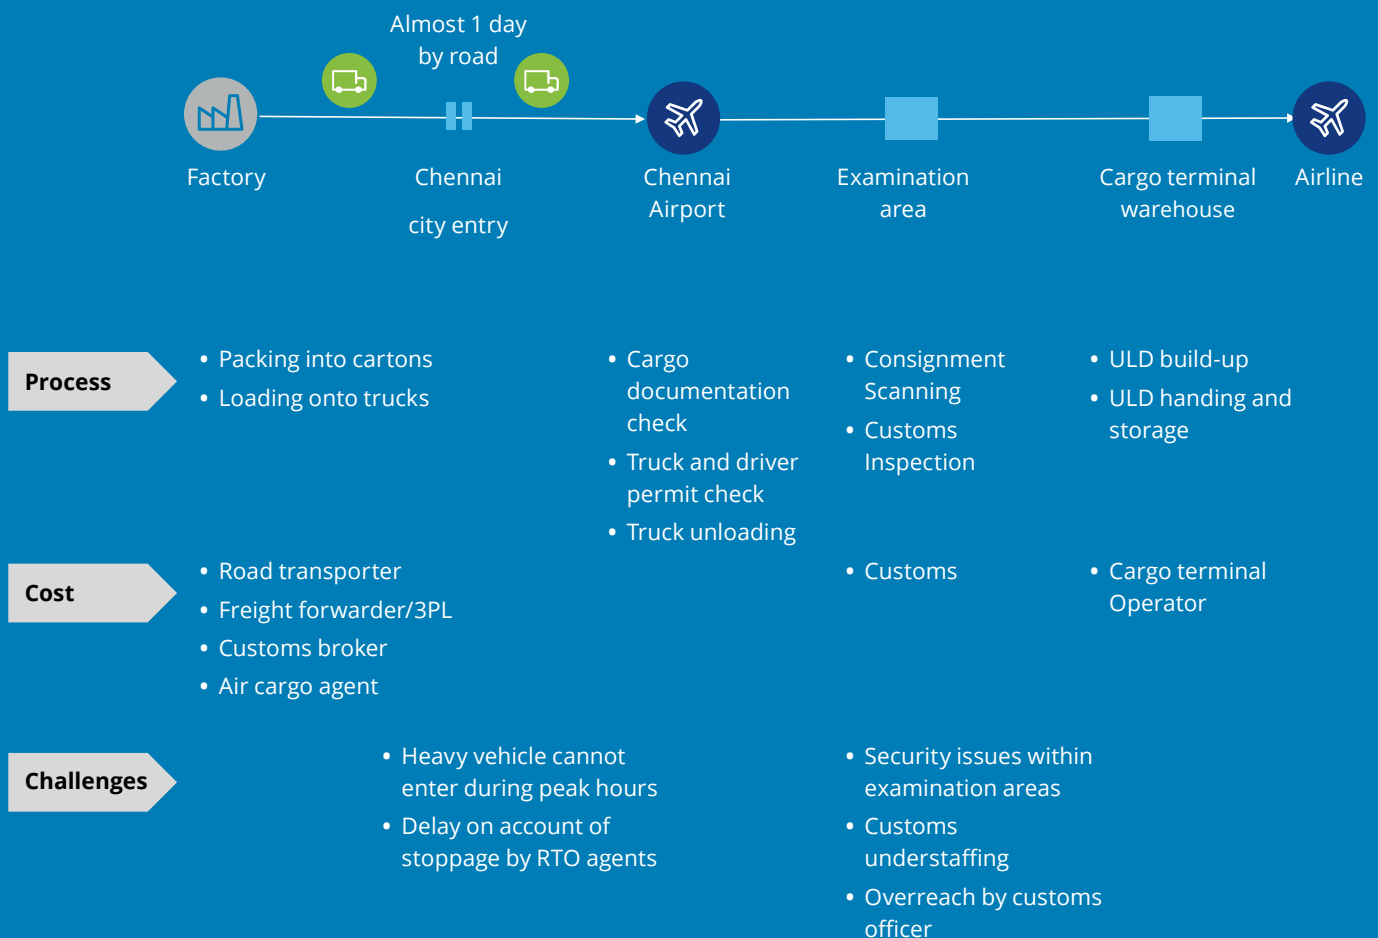 Almost 1 day
by road
Factory
Chennai
city entry
Chennai
Airport
Examination
area
Cargo terminal
warehouse
Airline
Process
• Packing into cartons
• Loading onto trucks
• Cargo
documentation
check
• Truck and driver
permit check
• Truck unloading
• Consignment
Scanning
• Customs
Inspection
• ULD build-up
• ULD handing and
storage
Cost
• Road transporter
• Freight forwarder/3PL
• Customs broker
• Air cargo agent
• Customs
• Cargo terminal
Operator
Challenges
• Heavy vehicle cannot
enter during peak hours
• Delay on account of
stoppage by RTO agents
• Security issues within
examination areas
• Customs
understaffing
• Overreach by customs
officer